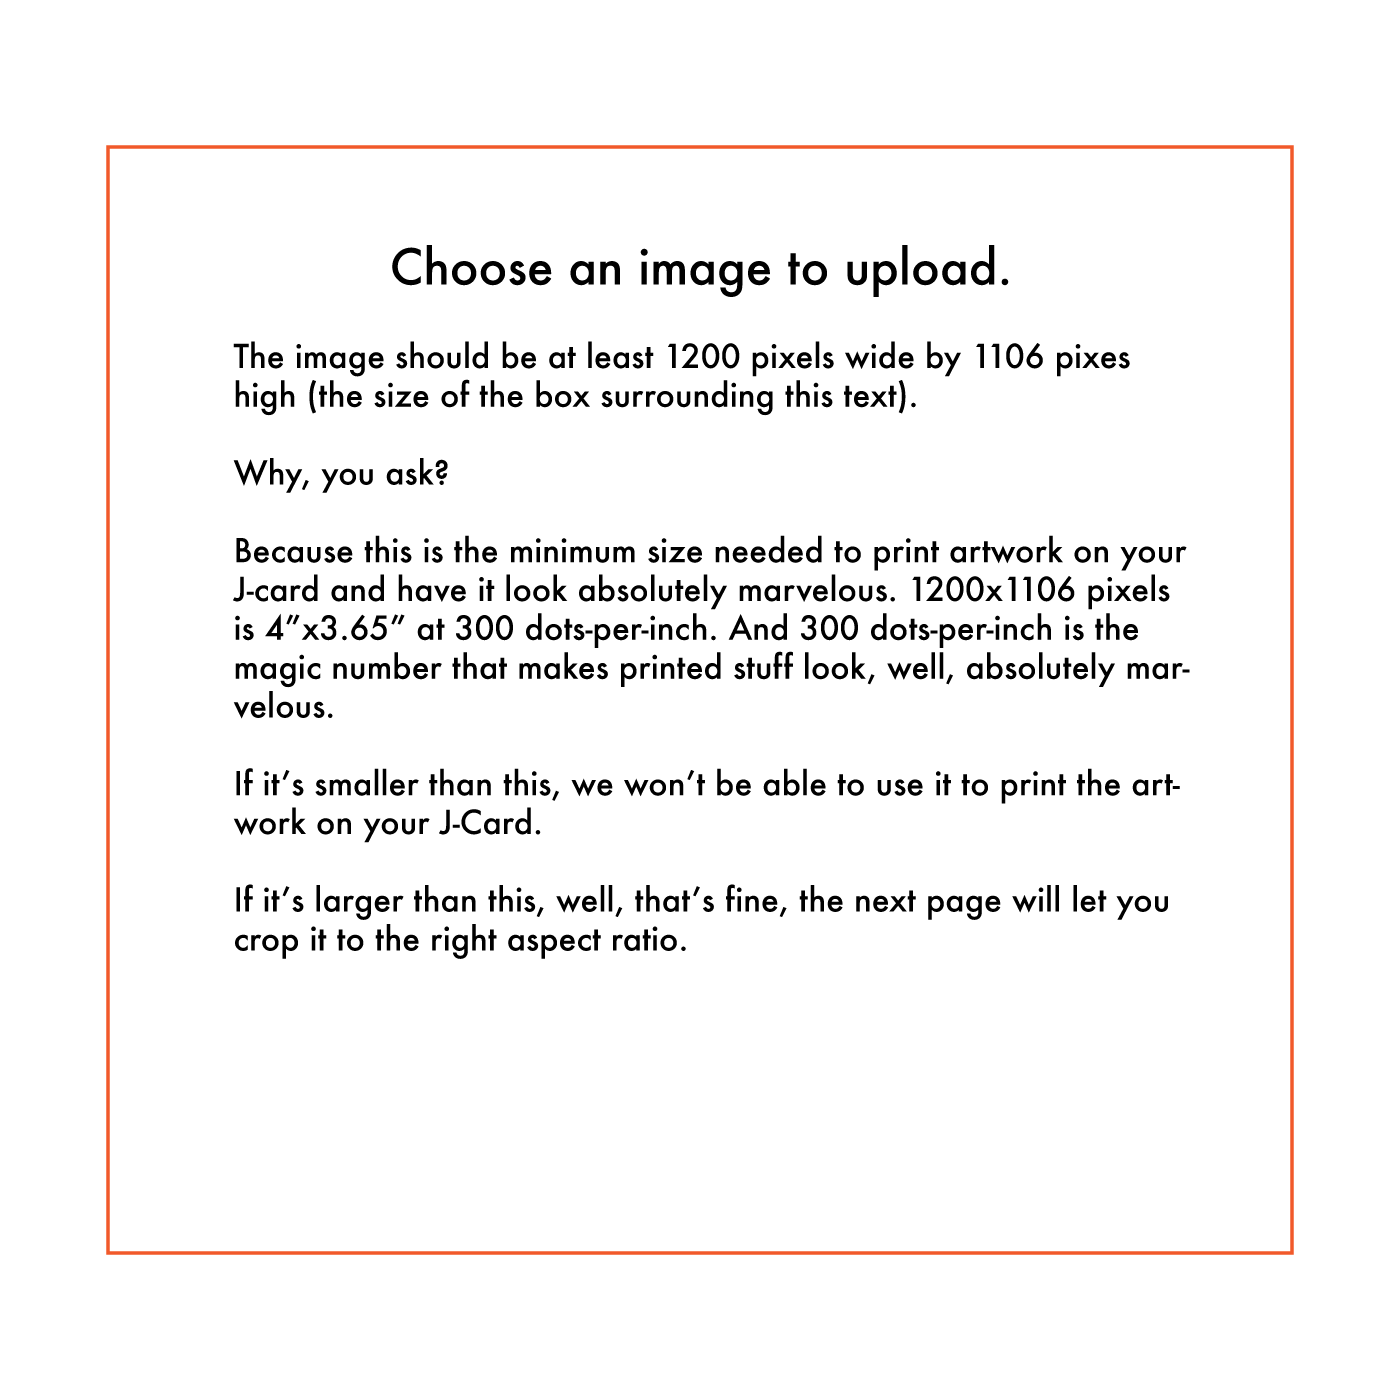 Choose an image to upload.
The image should be at least 1200 pixels wide by 1106 pixes
high (the size of the box surrounding this text).
Why, you ask?
Because this is the minimum size needed to print artwork on your
J-card and have it look absolutely marvelous. 1200x1106 pixels
is 4”x3.65” at 300 dots-per-inch. And 300 dots-per-inch is the
magic number that makes printed stuff look, well, absolutely mar-
velous.
If it’s smaller than this, we won’t be able to use it to print the art-
work on your J-Card.
If it’s larger than this, well, that’s fine, the next page will let you
crop it to the right aspect ratio.